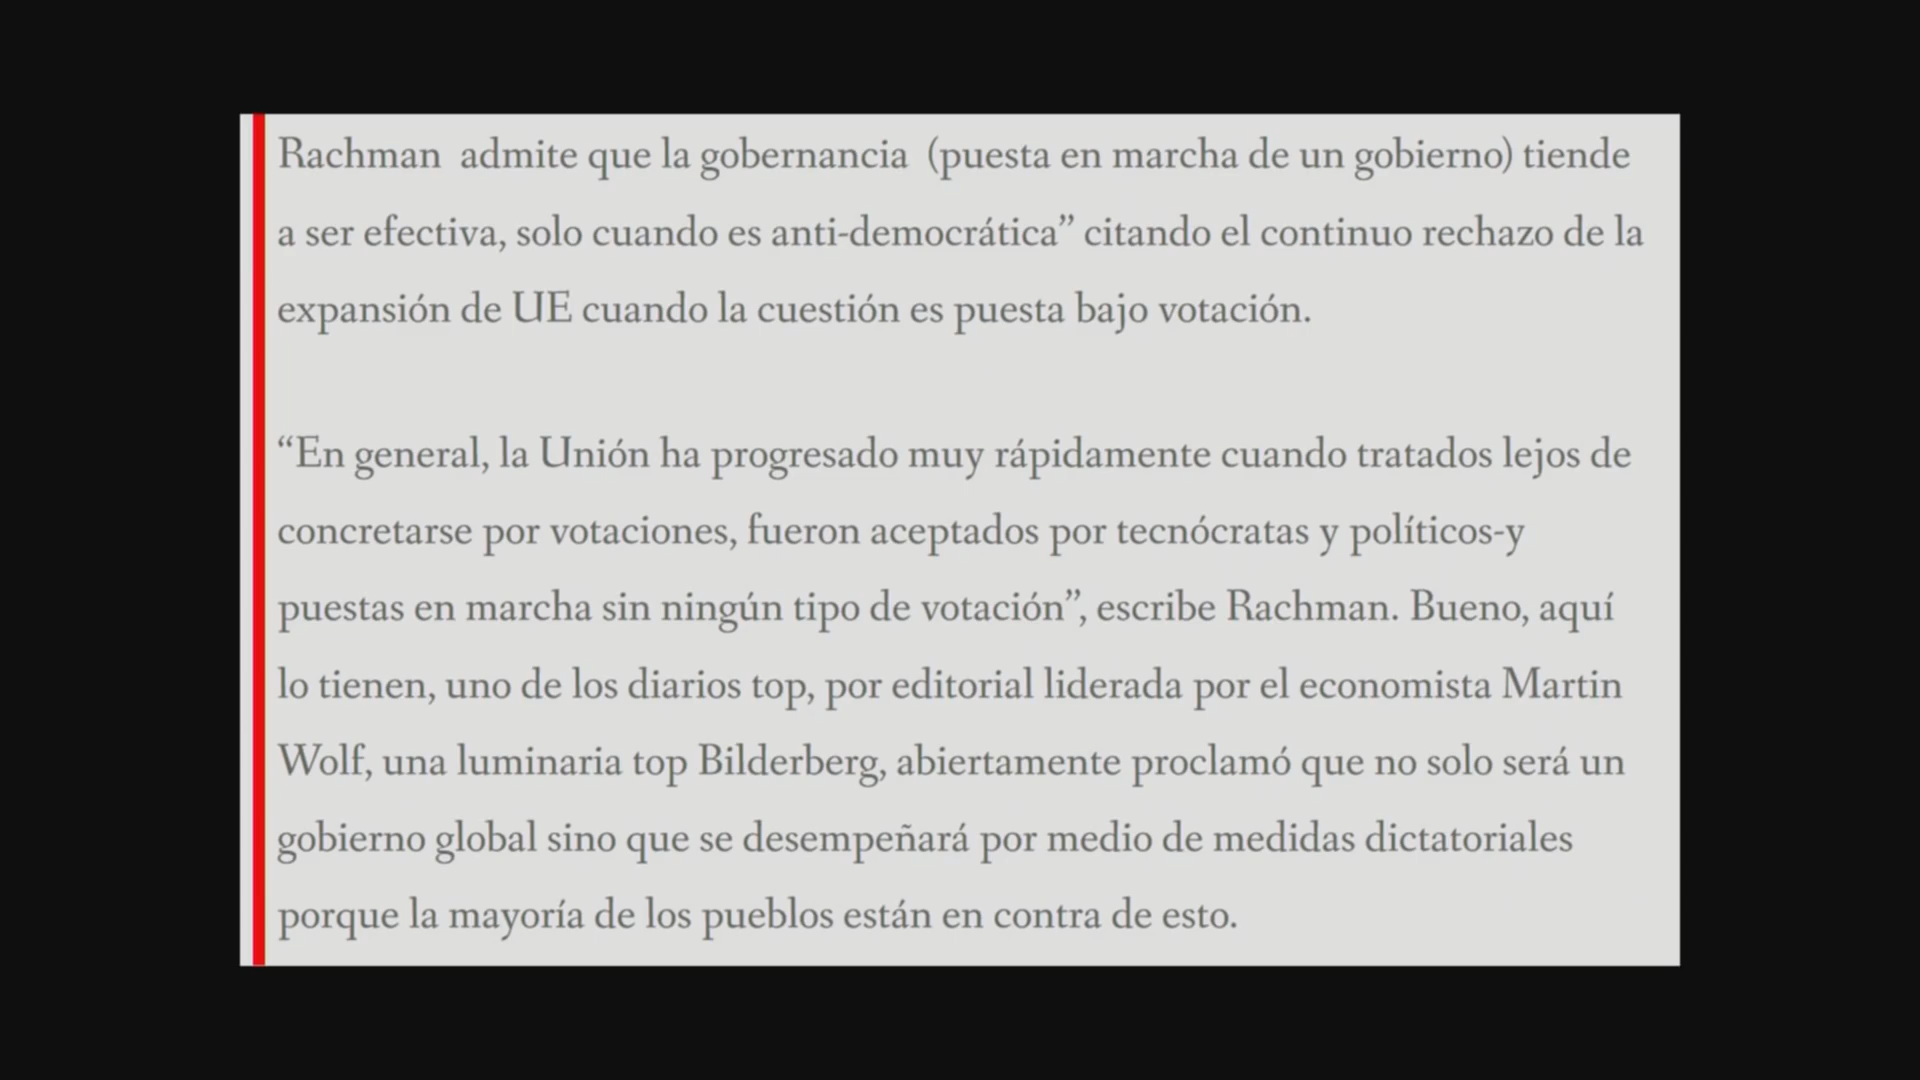 Rachman  admite que la gobernancia  (puesta en marcha de un gobierno) tiende
a ser efectiva, solo cuando es anti-democrática” citando el continuo rechazo de la
expansión de UE cuando la cuestión es puesta bajo votación.
“En general, la Unión ha progresado muy rápidamente cuando tratados lejos de
concretarse por votaciones, fueron aceptados por tecnócratas y políticos-y
puestas en marcha sin ningún tipo de votación”, escribe Rachman. Bueno, aquí
lo tienen, uno de los diarios top, por editorial liderada por el economista Martin
Wolf, una luminaria top Bilderberg, abiertamente proclamó que no solo será un
gobierno global sino que se desempeñará por medio de medidas dictatoriales
porque la mayoría de los pueblos están en contra de esto.